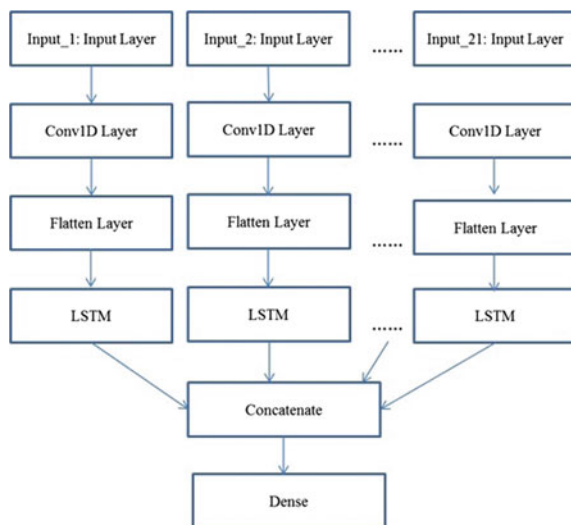 Input_1: Input Layer
Input_2: Input Layer
......
Input_21: Input Layer
Conv1D Layer
Conv1D Layer
......
Conv1D Layer
Flatten Layer
Flatten Layer
......
Flatten Layer
LSTM
LSTM
......
LSTM
Concatenate
Dense